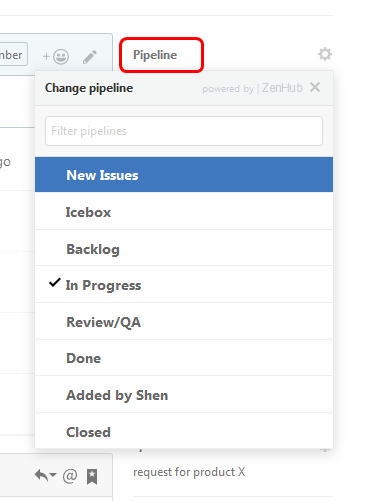 mber
Pipeline
Change pipeline
powered by | ZenHub
Filter pipelines
go
New Issues
Icebox
Backlog
In Progress
Review/QA
Done
Added by Shen
Closed
request for product X